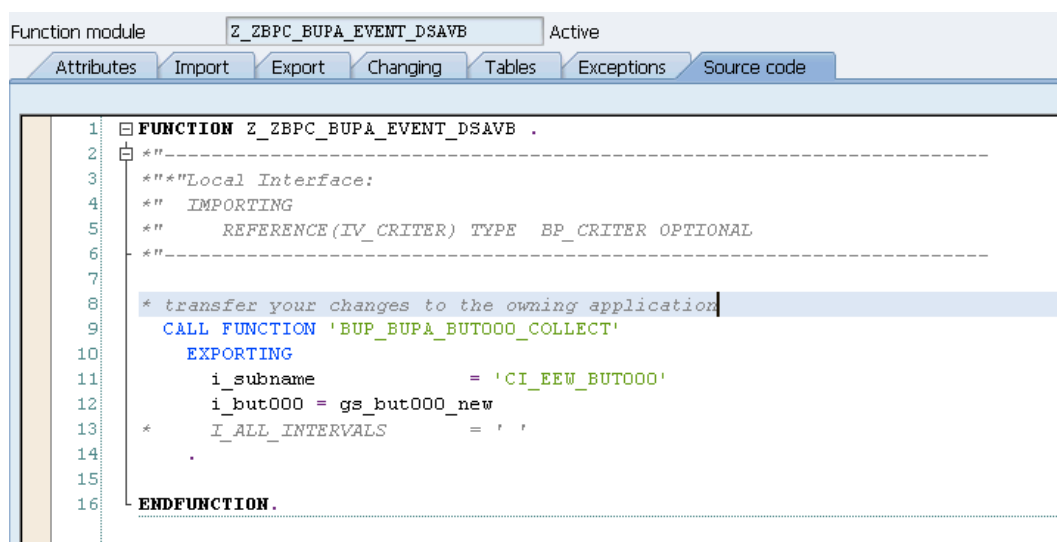 Function module Z_ZBPC_BUPA_EVENT_DSAVB Active
Attributes Import Export Changing Tables Exceptions Source code
1 FUNCTION Z_ZBPC_BUPA_EVENT_DSAVB .
2 *"----------------------------------------------------------------------
3 *"*"Local Interface:
4 *"  IMPORTING
5 *"     REFERENCE(IV_CRITER) TYPE  BP_CRITER OPTIONAL
6 *"----------------------------------------------------------------------
7
8 * transfer your changes to the owning application
9   CALL FUNCTION 'BUP_BUPA_BUT000_COLLECT'
10     EXPORTING
11       i_subname             = 'CI_EEW_BUT000'
12       i_but000 = gs_but000_new
13 *     I_ALL_INTERVALS       = ' '
14     .
15
16 ENDFUNCTION.